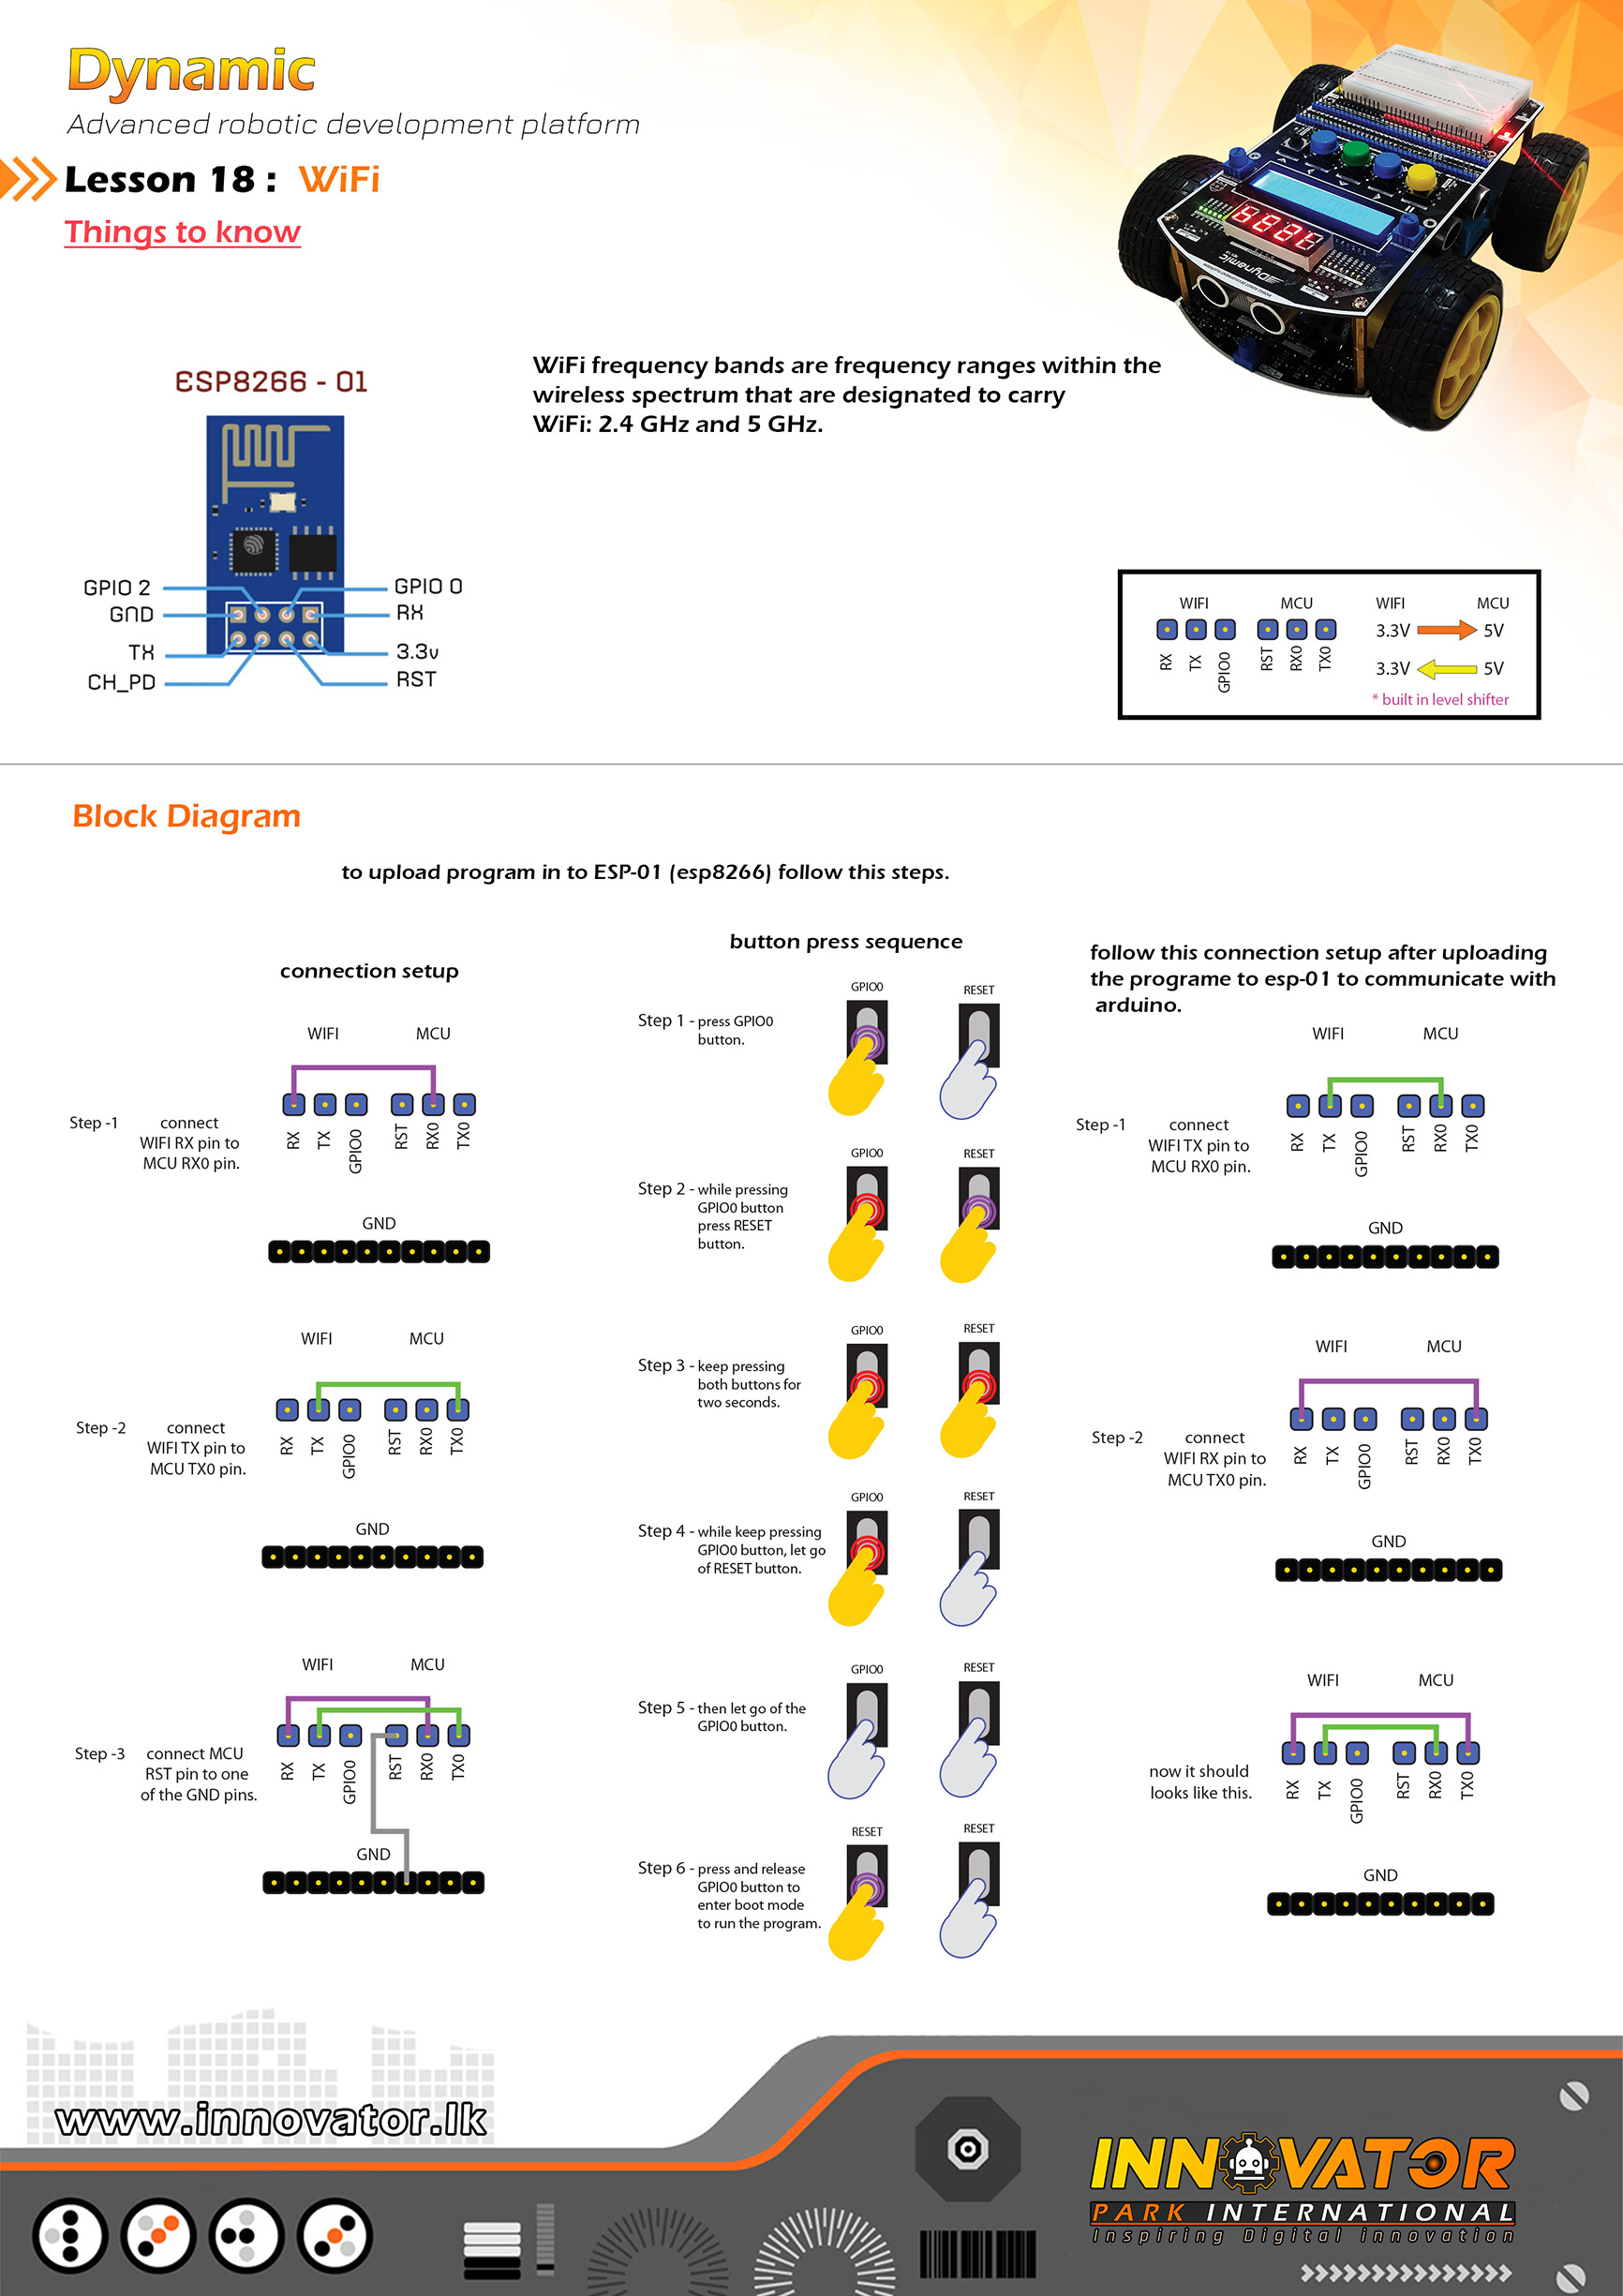 Dynamic
Advanced robotic development platform
Lesson 18 : WiFi
Things to know
WiFi frequency bands are frequency ranges within the
wireless spectrum that are designated to carry
WiFi: 2.4 GHz and 5 GHz.
ESP8266 - 01
GPIO 2
GND
TX
CH_PD
GPIO 0
RX
3.3v
RST
WIFI MCU WIFI MCU
3.3V 5V
3.3V 5V
RX TX GPIO0 RST RX0 TX0
* built in level shifter
Block Diagram
to upload program in to ESP-01 (esp8266) follow this steps.
connection setup
WIFI MCU
Step -1 connect
WIFI RX pin to
MCU RX0 pin.
RX TX GPIO0 RST RX0 TX0
GND
WIFI MCU
Step -2 connect
WIFI TX pin to
MCU TX0 pin.
RX TX GPIO0 RST RX0 TX0
GND
WIFI MCU
Step -3 connect MCU
RST pin to one
of the GND pins.
RX TX GPIO0 RST RX0 TX0
GND
button press sequence
GPIO0 RESET
Step 1 - press GPIO0
button.
GPIO0 RESET
Step 2 - while pressing
GPIO0 button
press RESET
button.
GPIO0 RESET
Step 3 - keep pressing
both buttons for
two seconds.
GPIO0 RESET
Step 4 - while keep pressing
GPIO0 button, let go
of RESET button.
GPIO0 RESET
Step 5 - then let go of the
GPIO0 button.
RESET RESET
Step 6 - press and release
GPIO0 button to
enter boot mode
to run the program.
follow this connection setup after uploading
the programe to esp-01 to communicate with
arduino.
WIFI MCU
Step -1 connect
WIFI TX pin to
MCU RX0 pin.
RX TX GPIO0 RST RX0 TX0
GND
WIFI MCU
Step -2 connect
WIFI RX pin to
MCU TX0 pin.
RX TX GPIO0 RST RX0 TX0
GND
WIFI MCU
now it should
looks like this.
RX TX GPIO0 RST RX0 TX0
GND
www.innovator.lk
INNOVATOR
PARK INTERNATIONAL
Inspiring Digital innovation